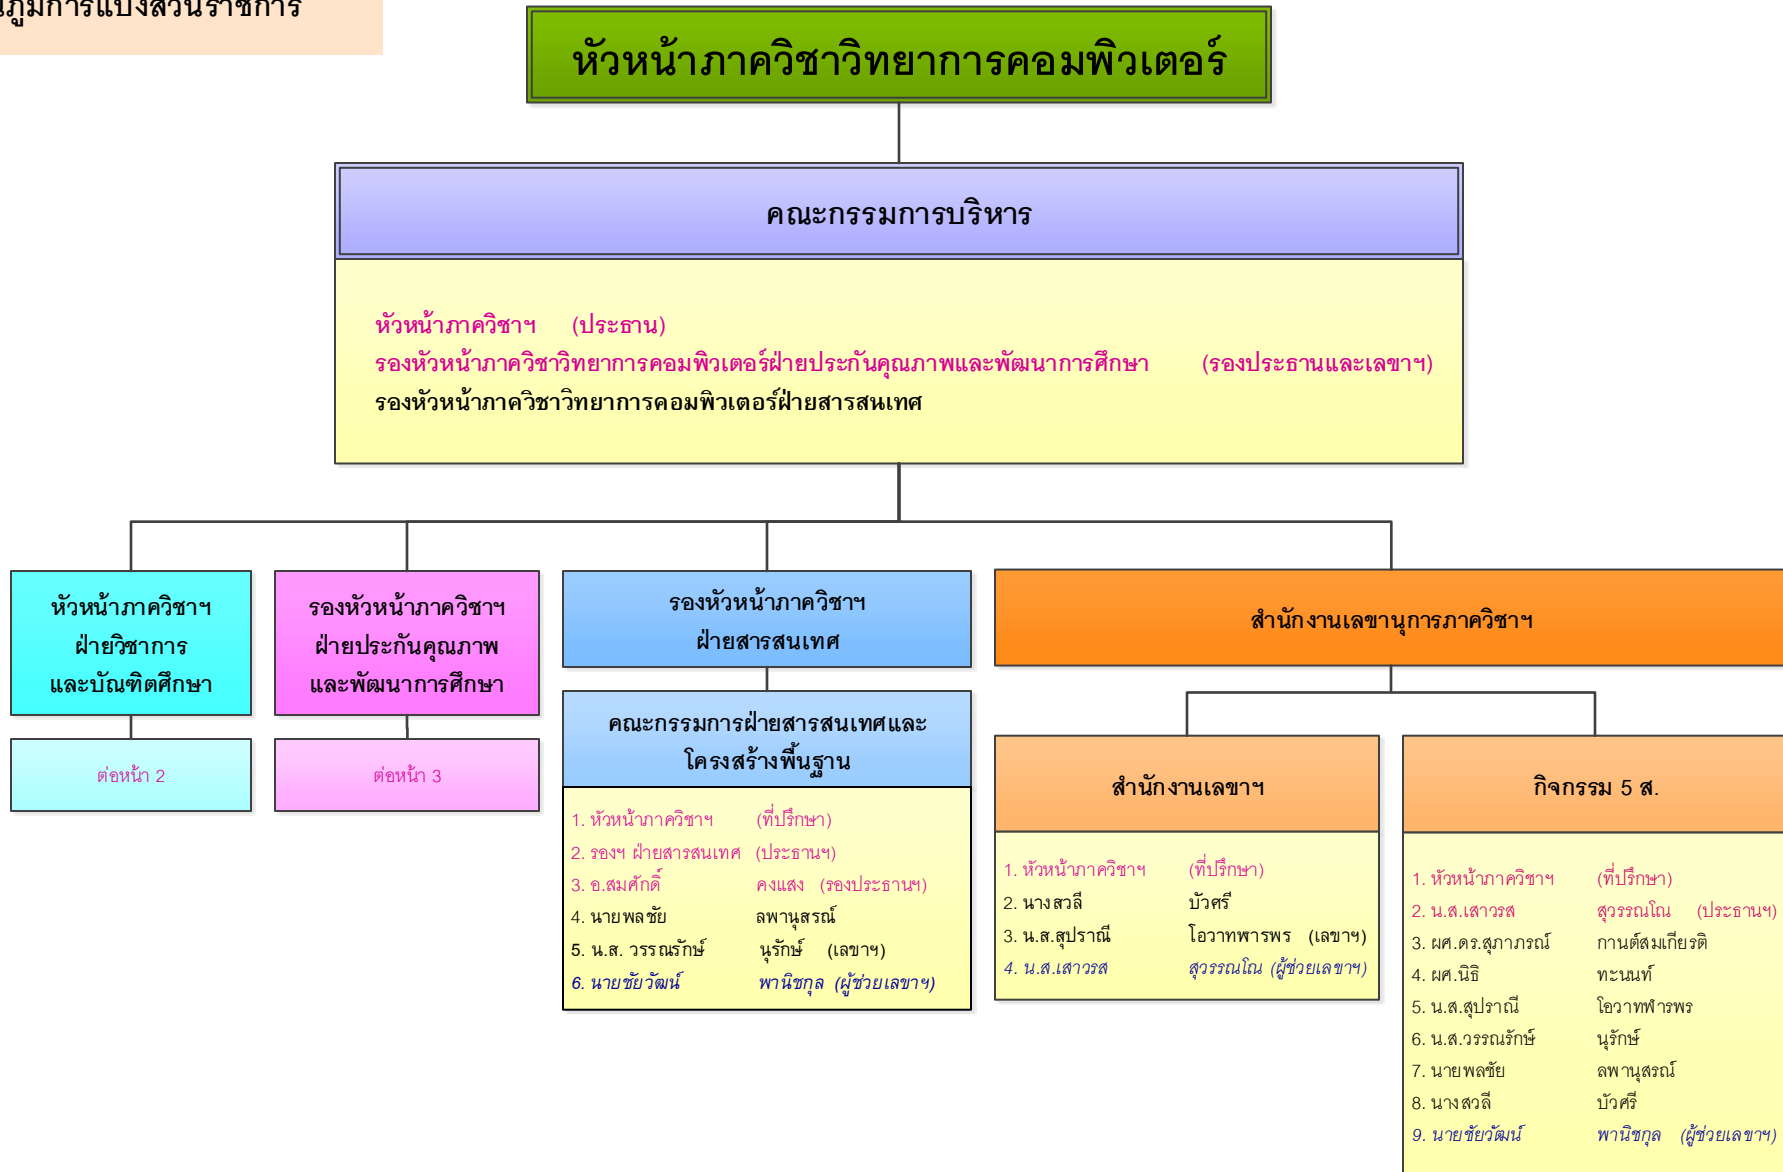 ภูมิการแบ่งส่วนราชการ
หัวหน้าภาควิชาวิทยาการคอมพิวเตอร์
คณะกรรมการบริหาร
หัวหน้าภาควิชาฯ (ประธาน)
รองหัวหน้าภาควิชาวิทยาการคอมพิวเตอร์ฝ่ายประกันคุณภาพและพัฒนาการศึกษา (รองประธานและเลขาฯ)
รองหัวหน้าภาควิชาวิทยาการคอมพิวเตอร์ฝ่ายสารสนเทศ
หัวหน้าภาควิชาฯ
ฝ่ายวิชาการ
และบัณฑิตศึกษา
ต่อหน้า 2
รองหัวหน้าภาควิชาฯ
ฝ่ายประกันคุณภาพ
และพัฒนาการศึกษา
ต่อหน้า 3
รองหัวหน้าภาควิชาฯ
ฝ่ายสารสนเทศ
คณะกรรมการฝ่ายสารสนเทศและ
โครงสร้างพื้นฐาน
1. หัวหน้าภาควิชาฯ (ที่ปรึกษา)
2. รองฯ ฝ่ายสารสนเทศ (ประธานฯ)
3. อ.สมศักดิ์ คงแสง (รองประธานฯ)
4. นายพลชัย ลพานุสรณ์
5. น.ส. วรรณรักษ์ นุรักษ์ (เลขาฯ)
6. นายชัยวัฒน์ พานิชกุล (ผู้ช่วยเลขาฯ)
สำนักงานเลขานุการภาควิชาฯ
สำนักงานเลขาฯ
1. หัวหน้าภาควิชาฯ (ที่ปรึกษา)
2. นางสวลี บัวศรี
3. น.ส.สุปราณี โอวาทพารพร (เลขาฯ)
4. น.ส.เสาวรส สุวรรณโณ (ผู้ช่วยเลขาฯ)
กิจกรรม 5 ส.
1. หัวหน้าภาควิชาฯ (ที่ปรึกษา)
2. น.ส.เสาวรส สุวรรณโณ (ประธานฯ)
3. ผศ.ดร.สุภาภรณ์ กานต์สมเกียรติ
4. ผศ.นิธิ ทะนนท์
5. น.ส.สุปราณี โอวาทฬารพร
6. น.ส.วรรณรักษ์ นุรักษ์
7. นายพลชัย ลพานุสรณ์
8. นางสวลี บัวศรี
9. นายชัยวัฒน์ พานิชกุล (ผู้ช่วยเลขาฯ)